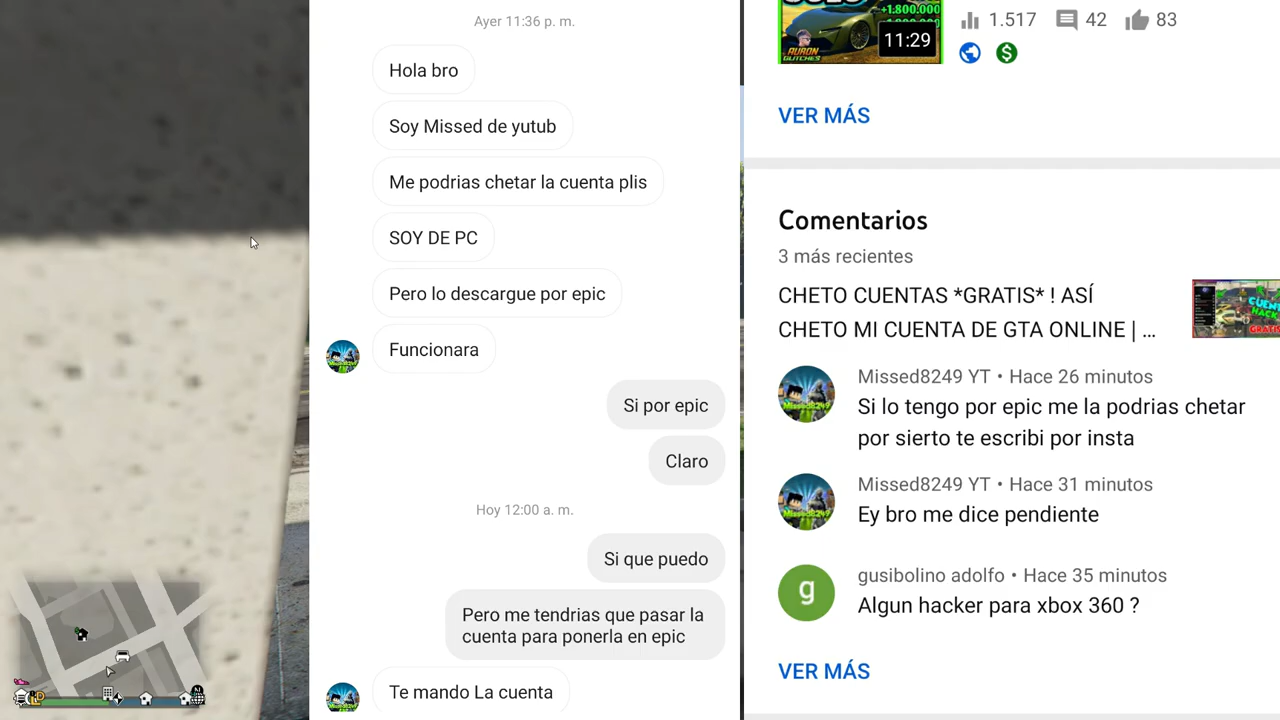 Ayer 11:36 p. m.
Hola bro
Soy Missed de yutub
Me podrias chetar la cuenta plis
SOY DE PC
Pero lo descargue por epic
Funcionara
Si por epic
Claro
Hoy 12:00 a. m.
Si que puedo
Pero me tendrias que pasar la
cuenta para ponerla en epic
Te mando La cuenta
+1.800.000
AURON
GLITCHES
11:29
1.517 42 83
VER MÁS
Comentarios
3 más recientes
CHETO CUENTAS *GRATIS* ! ASÍ
CHETO MI CUENTA DE GTA ONLINE | ...
Missed8249 YT • Hace 26 minutos
Si lo tengo por epic me la podrias chetar
por sierto te escribi por insta
Missed8249 YT • Hace 31 minutos
Ey bro me dice pendiente
g
gusibolino adolfo • Hace 35 minutos
Algun hacker para xbox 360 ?
VER MÁS